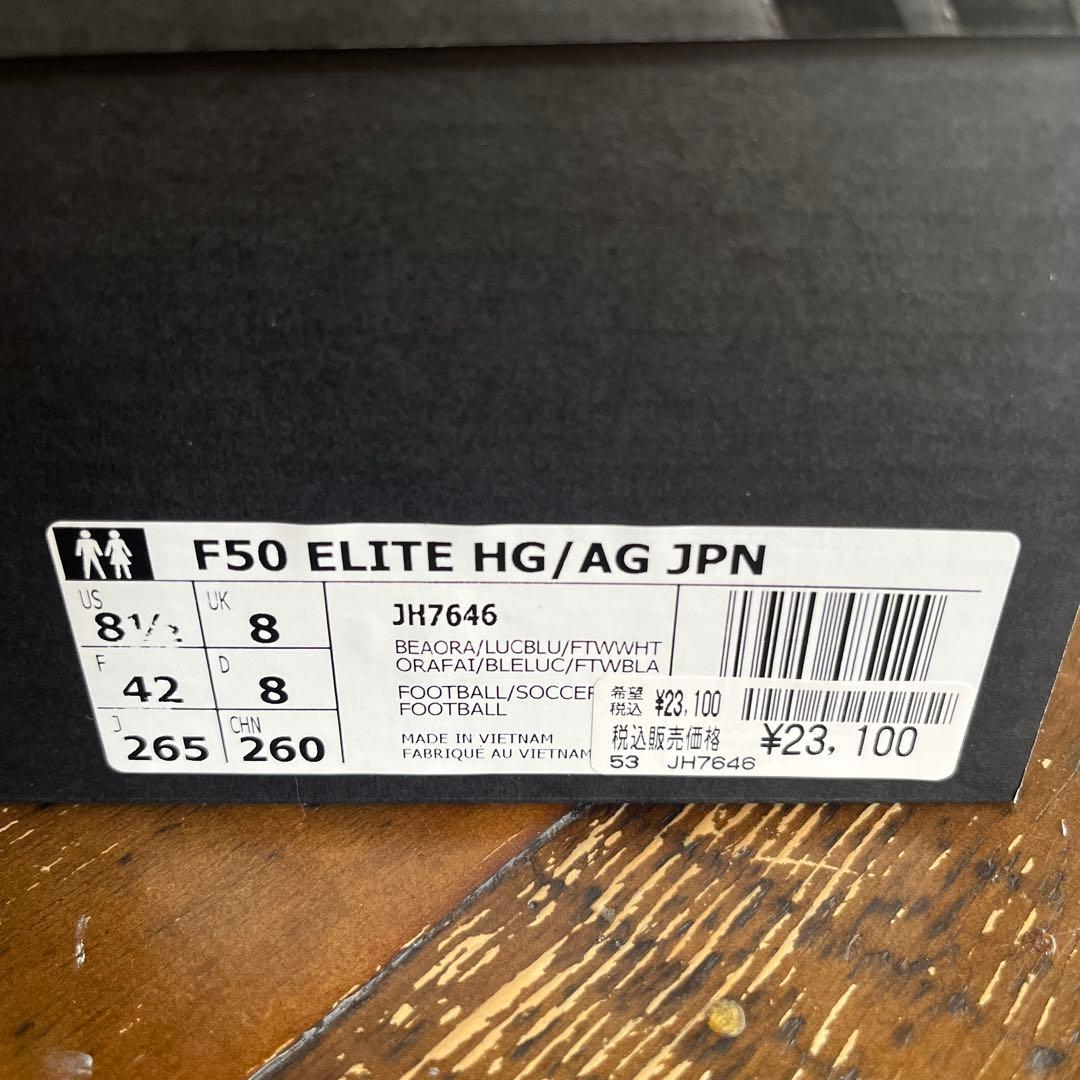 F50 ELITE HG/AG JPN
US 8½ UK 8
F 42 D 8
J 265 CHN 260
JH7646
BEAORA/LUCBLU/FTWWHT
ORAFAI/BLELUC/FTWBLA
FOOTBALL/SOCCER
FOOTBALL
MADE IN VIETNAM
FABRIQUÉ AU VIETNAM
希望
税込 ¥23,100
税込販売価格 ¥23,100
53 JH7646